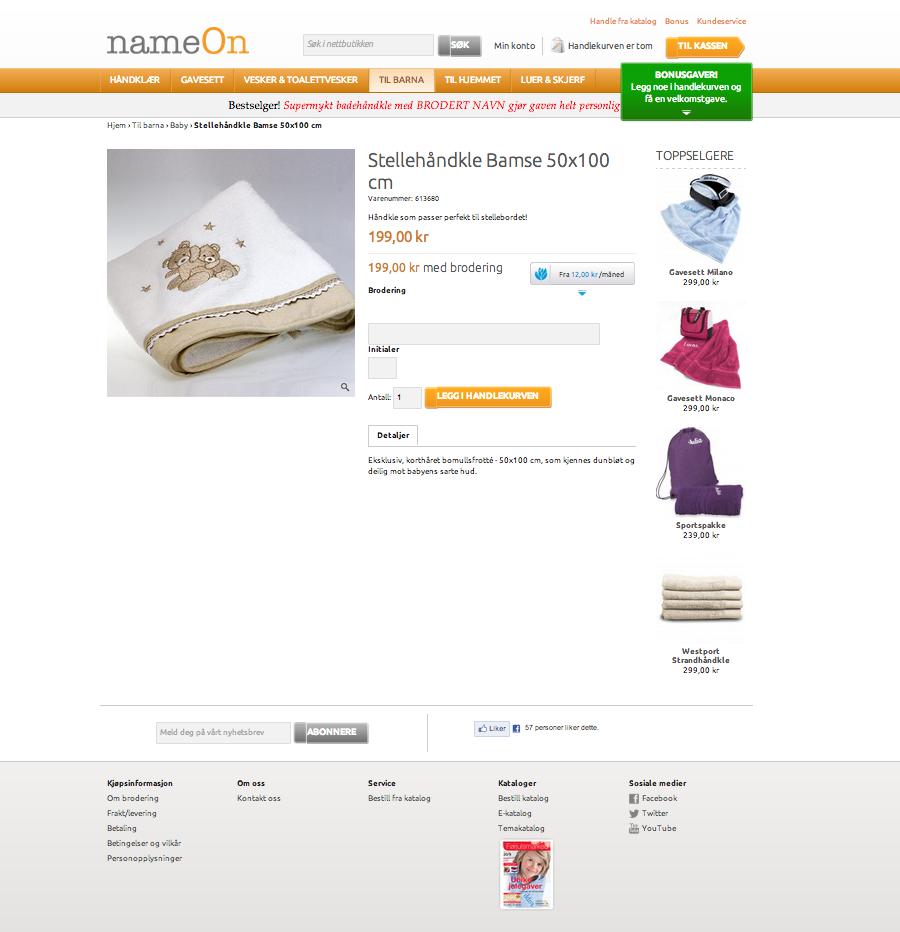 Handle fra katalog Bonus Kundeservice
nameOn
Søk i nettbutikken
SØK
Min konto
Handlekurven er tom
TIL KASSEN
HÅNDKLÆR
GAVESETT
VESKER & TOALETTVESKER
TIL BARNA
TIL HJEMMET
LUER & SKJERF
BONUSGAVER!
Legg noe i handlekurven og
få en velkomstgave.
Bestselger! Supermykt badehåndkle med BRODERT NAVN gjør gaven helt personlig
Hjem › Til barna › Baby › Stellehåndkle Bamse 50x100 cm
Stellehåndkle Bamse 50x100
cm
Varenummer: 613680
Håndkle som passer perfekt til stellebordet!
199,00 kr
199,00 kr med brodering
Fra 12,00 kr/måned
Brodering
Initialer
Antall: 1
LEGG I HANDLEKURVEN
Detaljer
Eksklusiv, korthåret bomullsfrotté - 50x100 cm, som kjennes dunbløt og
deilig mot babyens sarte hud.
TOPPSELGERE
Gavesett Milano
299,00 kr
Gavesett Monaco
299,00 kr
Julia
Sportspakke
239,00 kr
Westport
Strandhåndkle
299,00 kr
Meld deg på vårt nyhetsbrev
ABONNERE
Liker
57 personer liker dette.
Kjøpsinformasjon
Om brodering
Frakt/levering
Betaling
Betingelser og vilkår
Personopplysninger
Om oss
Kontakt oss
Service
Bestill fra katalog
Kataloger
Bestill katalog
E-katalog
Temakatalog
Sosiale medier
Facebook
Twitter
YouTube